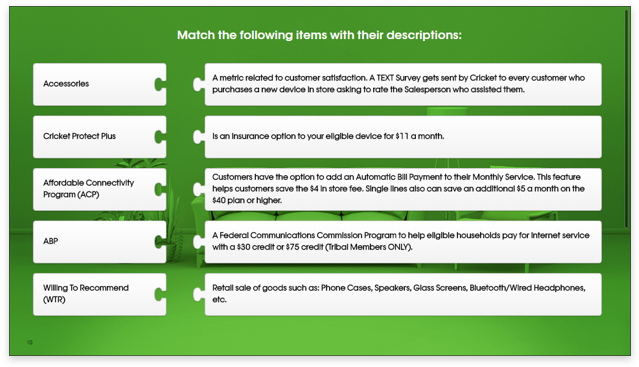 Match the following items with their descriptions:
Accessories
A metric related to customer satisfaction. A TEXT Survey gets sent by Cricket to every customer who
purchases a new device in store asking to rate the Salesperson who assisted them.
Cricket Protect Plus
Is an insurance option to your eligible device for $11 a month.
Affordable Connectivity
Program (ACP)
Customers have the option to add an Automatic Bill Payment to their Monthly Service. This feature
helps customers save the $4 in store fee. Single lines also can save an additional $5 a month on the
$40 plan or higher.
ABP
A Federal Communications Commission Program to help eligible households pay for internet service
with a $30 credit or $75 credit (Tribal Members ONLY).
Willing To Recommend
(WTR)
Retail sale of goods such as: Phone Cases, Speakers, Glass Screens, Bluetooth/Wired Headphones,
etc.